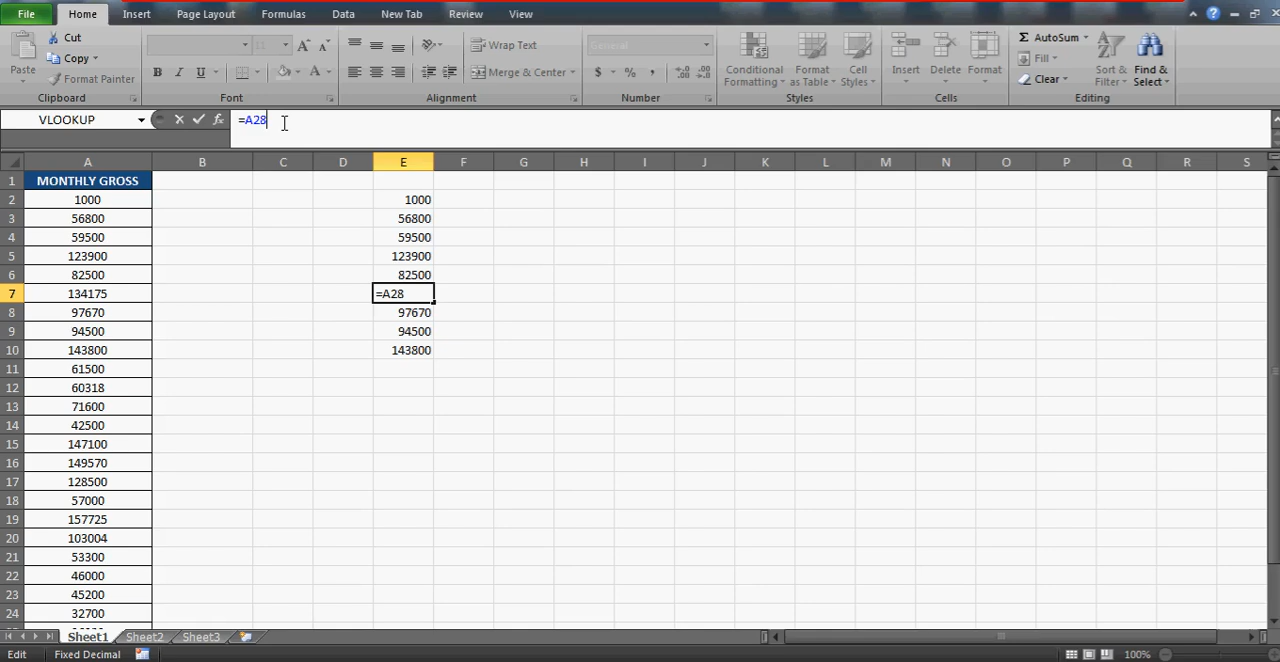 File Home Insert Page Layout Formulas Data New Tab Review View
Paste
Cut
Copy
Format Painter
Clipboard
11
B I U A
Font
Wrap Text
Merge & Center
Alignment
General
$ % ,
Number
Conditional Formatting
Format as Table
Cell Styles
Styles
Insert
Delete
Format
Cells
Σ AutoSum
Fill
Clear
Sort & Filter
Find & Select
Editing
VLOOKUP fx =A28
A B C D E F G H I J K L M N O P Q R S
1 MONTHLY GROSS
2 1000 1000
3 56800 56800
4 59500 59500
5 123900 123900
6 82500 82500
7 134175 =A28
8 97670 97670
9 94500 94500
10 143800 143800
11 61500
12 60318
13 71600
14 42500
15 147100
16 149570
17 128500
18 57000
19 157725
20 103004
21 53300
22 46000
23 45200
24 32700
Sheet1 Sheet2 Sheet3
Edit Fixed Decimal 100%